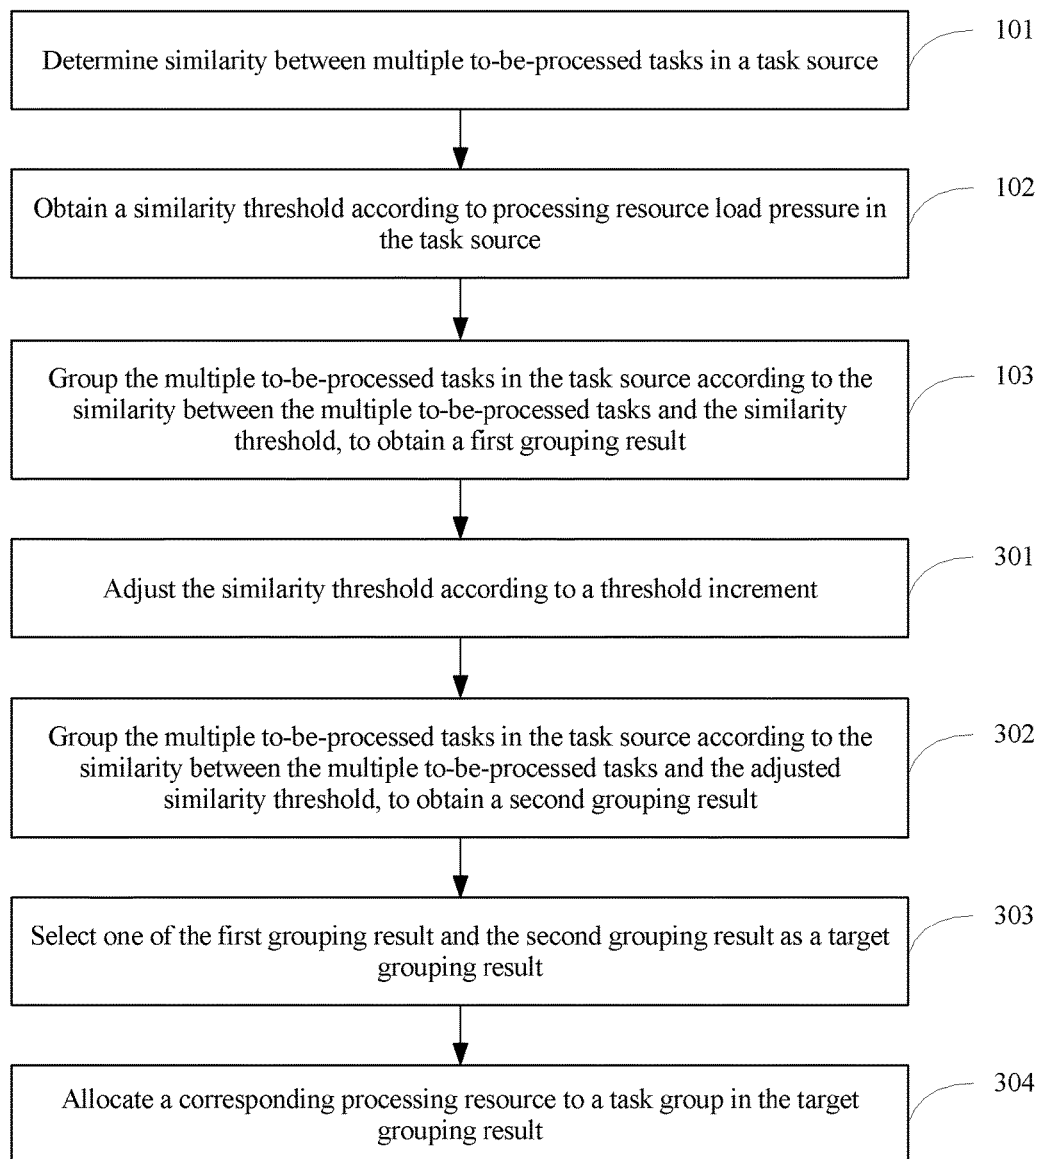 Determine similarity between multiple to-be-processed tasks in a task source
101
Obtain a similarity threshold according to processing resource load pressure in
the task source
102
Group the multiple to-be-processed tasks in the task source according to the
similarity between the multiple to-be-processed tasks and the similarity
threshold, to obtain a first grouping result
103
Adjust the similarity threshold according to a threshold increment
301
Group the multiple to-be-processed tasks in the task source according to the
similarity between the multiple to-be-processed tasks and the adjusted
similarity threshold, to obtain a second grouping result
302
Select one of the first grouping result and the second grouping result as a target
grouping result
303
Allocate a corresponding processing resource to a task group in the target
grouping result
304